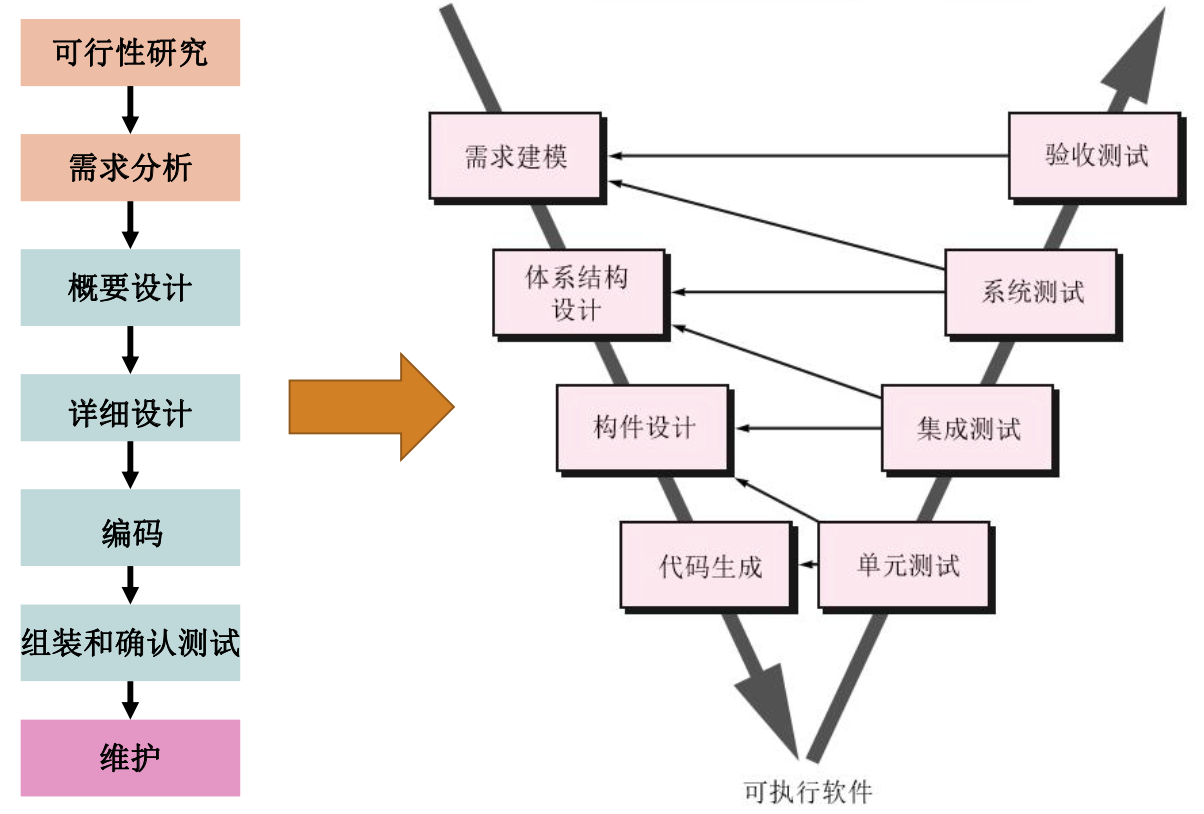 可行性研究
需求分析
概要设计
详细设计
编码
组装和确认测试
维护
需求建模
验收测试
体系结构
设计
系统测试
构件设计
集成测试
代码生成
单元测试
可执行软件